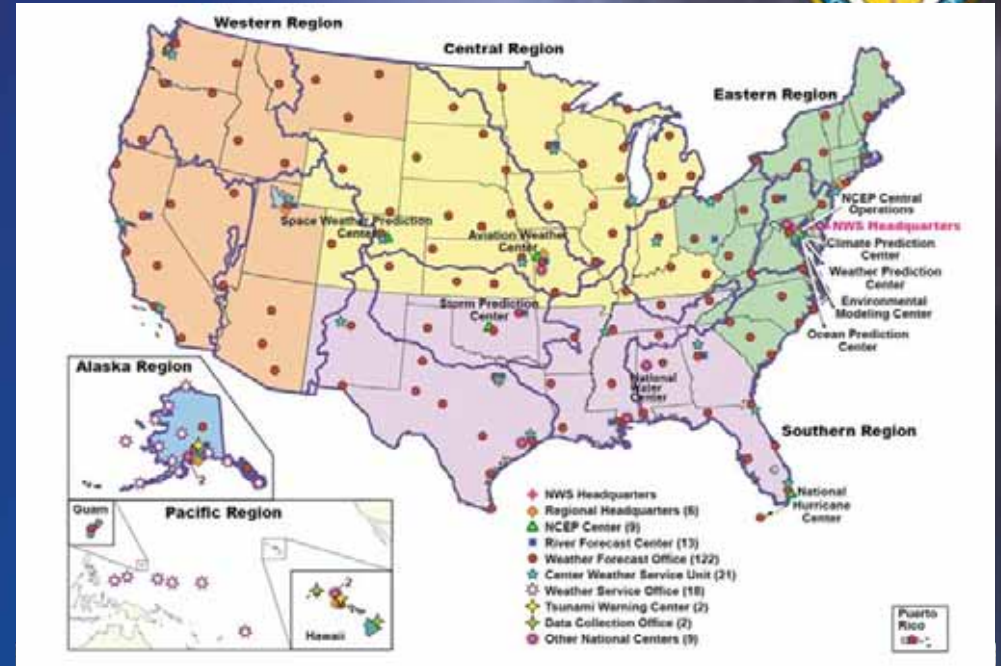 Western Region
Central Region
Eastern Region
NCEP Central
Operations
NWS Headquarters
Climate Prediction
Center
Weather Prediction
Center
Environmental
Modeling Center
Ocean Prediction
Center
Space Weather Prediction
Center
Aviation Weather
Center
Storm Prediction
Center
National
Water
Center
Southern Region
National
Hurricane
Center
Alaska Region
2
Guam
Pacific Region
2
Hawaii
NWS Headquarters
Regional Headquarters (6)
NCEP Center (9)
River Forecast Center (13)
Weather Forecast Office (122)
Center Weather Service Unit (21)
Weather Service Office (18)
Tsunami Warning Center (2)
Data Collection Office (2)
Other National Centers (9)
Puerto
Rico